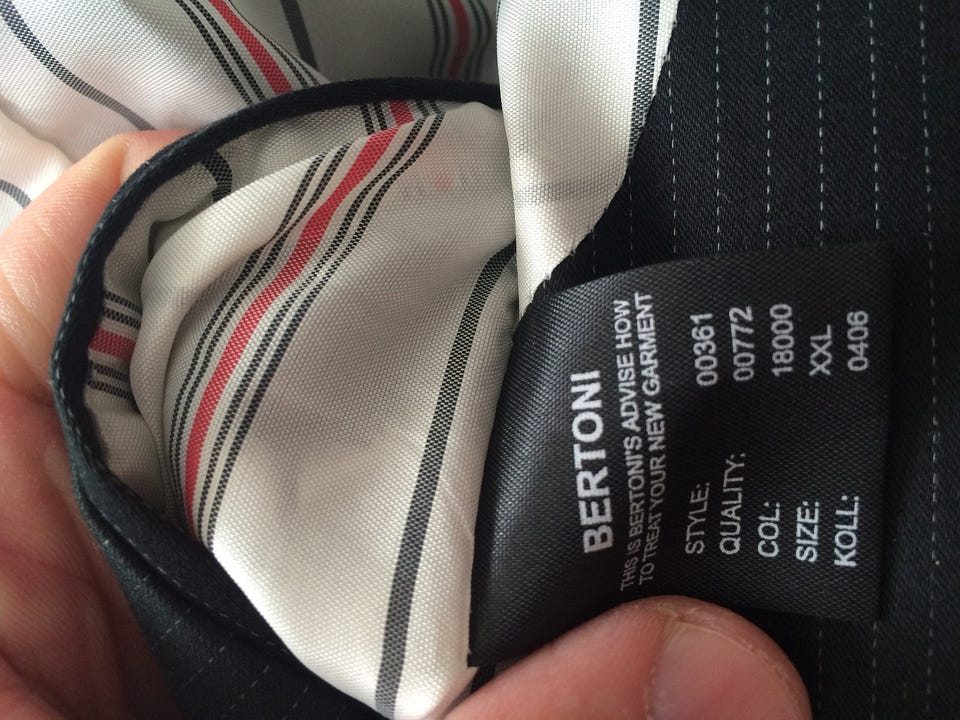 BERTONI
THIS IS BERTONI'S ADVISE HOW
TO TREAT YOUR NEW GARMENT
STYLE: 00361
QUALITY: 00772
COL: 18000
SIZE: XXL
KOLL: 0406